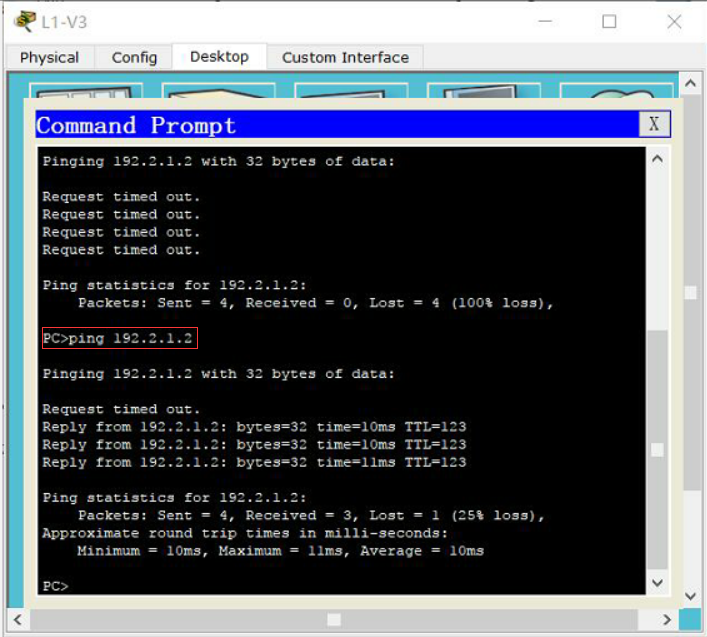 L1-V3
Physical Config Desktop Custom Interface
Command Prompt X
Pinging 192.2.1.2 with 32 bytes of data:
Request timed out.
Request timed out.
Request timed out.
Request timed out.
Ping statistics for 192.2.1.2:
Packets: Sent = 4, Received = 0, Lost = 4 (100% loss),
PC>ping 192.2.1.2
Pinging 192.2.1.2 with 32 bytes of data:
Request timed out.
Reply from 192.2.1.2: bytes=32 time=10ms TTL=123
Reply from 192.2.1.2: bytes=32 time=10ms TTL=123
Reply from 192.2.1.2: bytes=32 time=11ms TTL=123
Ping statistics for 192.2.1.2:
Packets: Sent = 4, Received = 3, Lost = 1 (25% loss),
Approximate round trip times in milli-seconds:
Minimum = 10ms, Maximum = 11ms, Average = 10ms
PC>